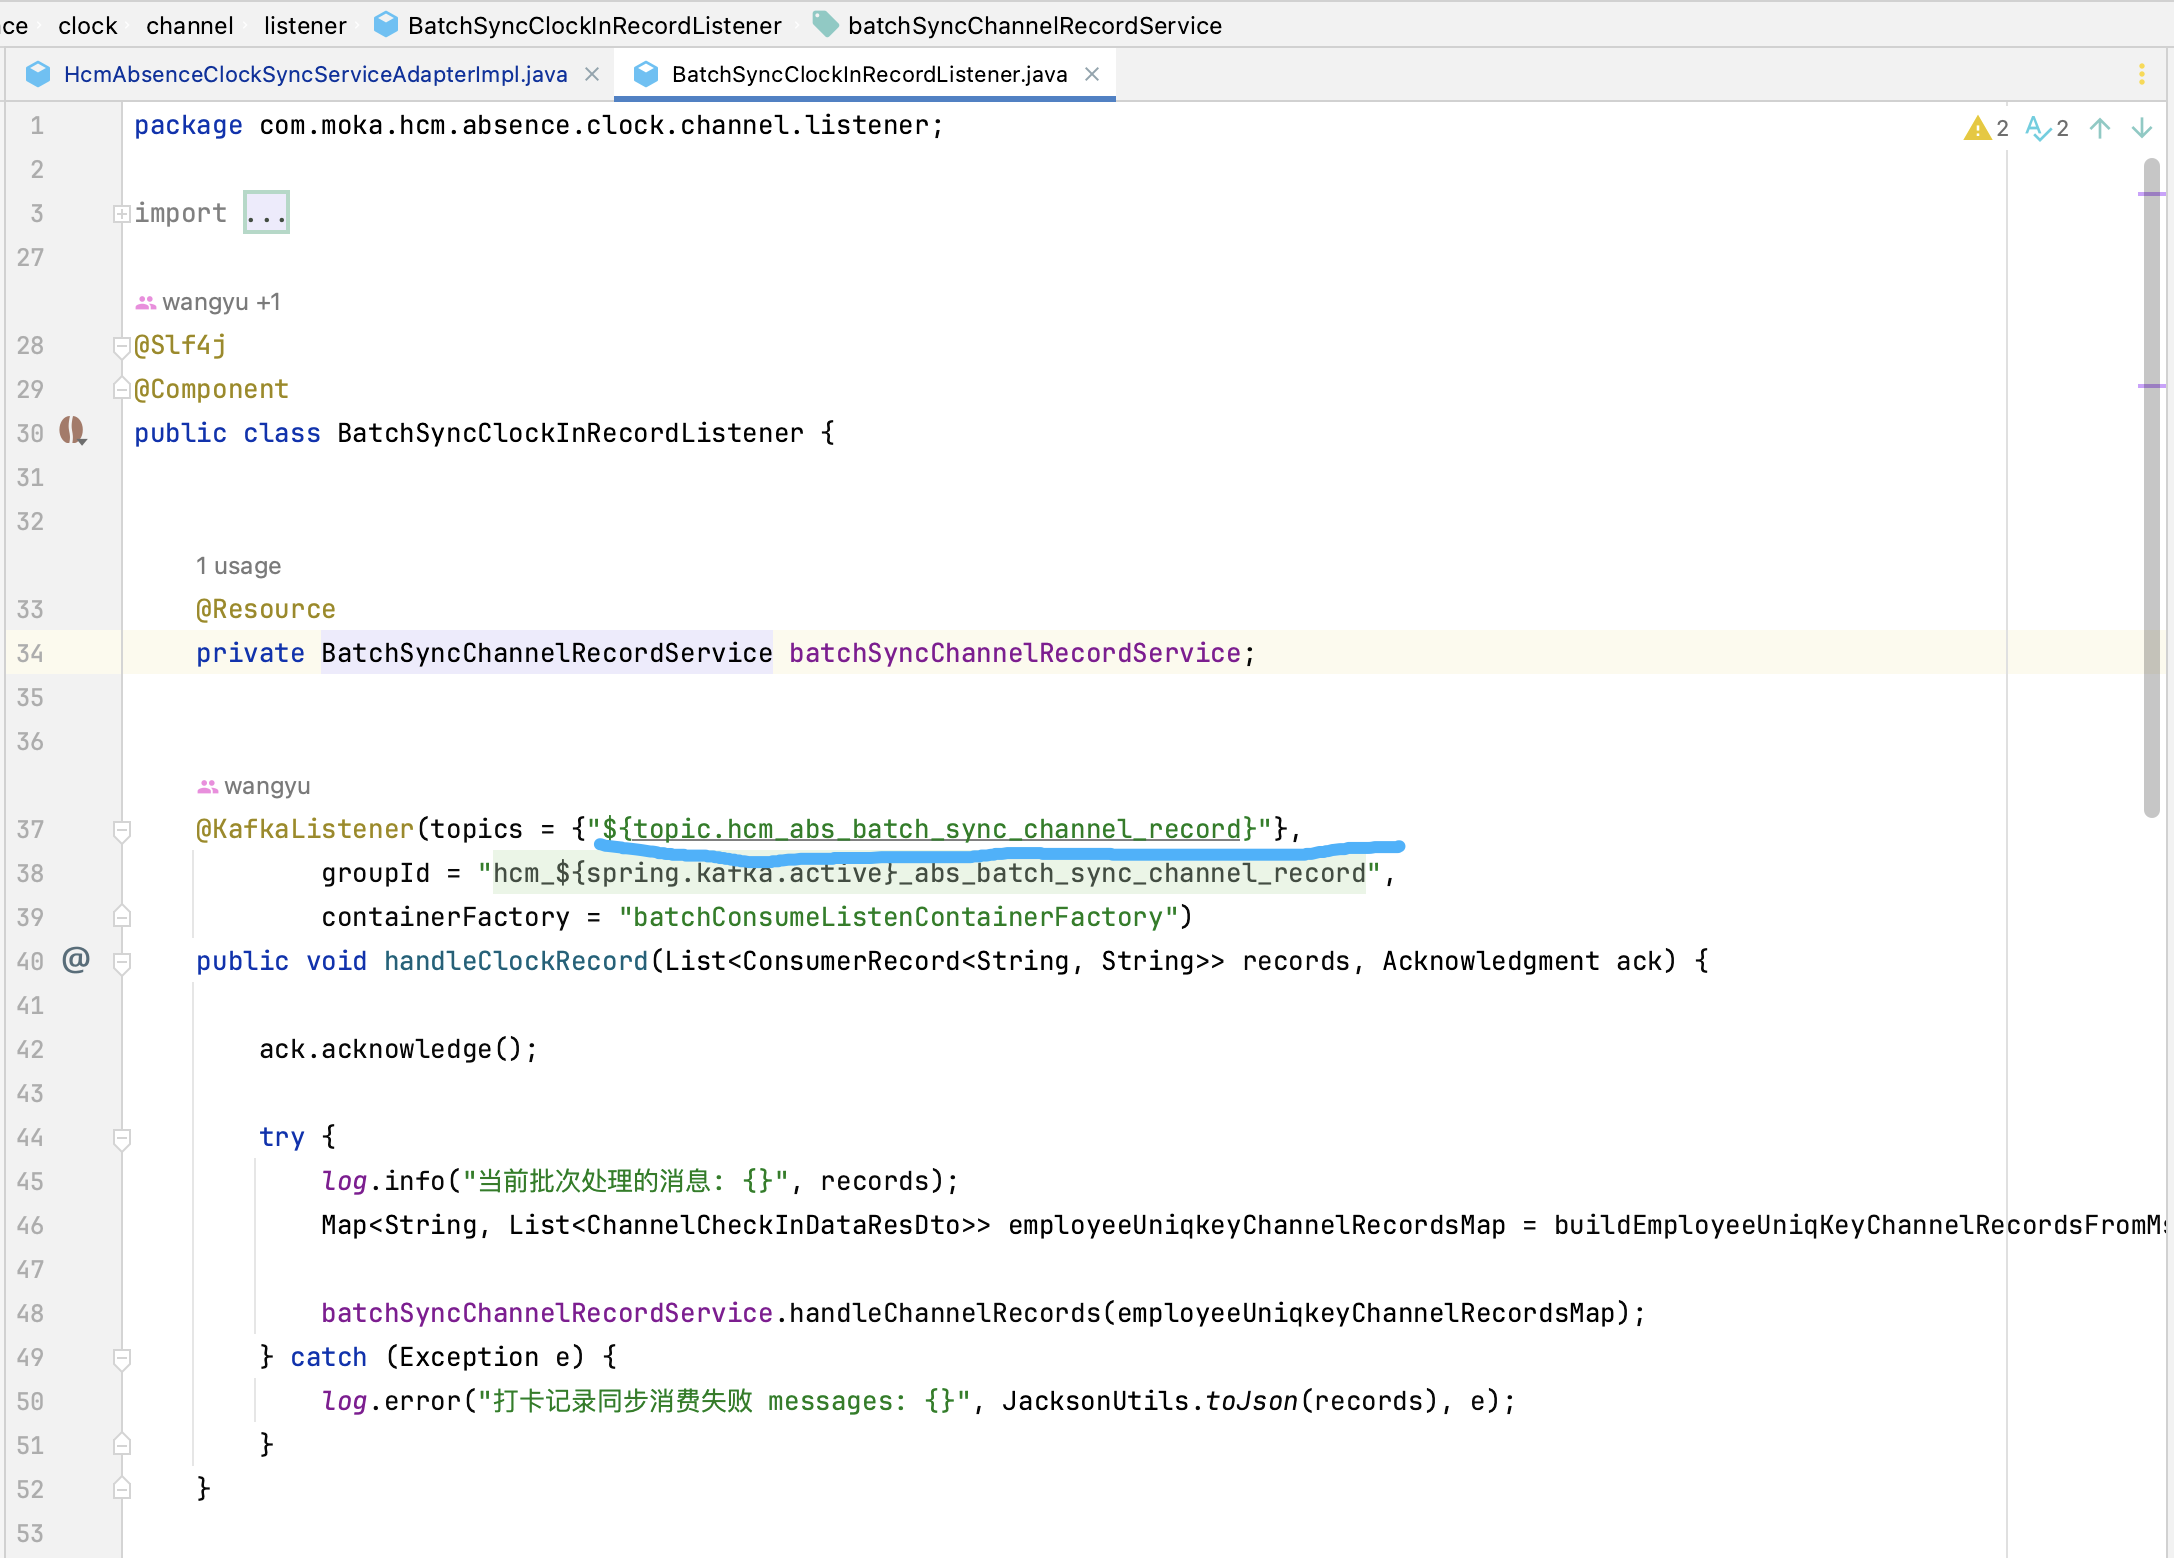 ce clock channel listener BatchSyncClockInRecordListener batchSyncChannelRecordService
HcmAbsenceClockSyncServiceAdapterImpl.java BatchSyncClockInRecordListener.java
1 package com.moka.hcm.absence.clock.channel.listener; 2 2
2
3 import ...
27
wangyu +1
28 @Slf4j
29 @Component
30 public class BatchSyncClockInRecordListener {
31
32
1 usage
33 @Resource
34 private BatchSyncChannelRecordService batchSyncChannelRecordService;
35
36
wangyu
37 @KafkaListener(topics = {"${topic.hcm_abs_batch_sync_channel_record}"},
38 groupId = "hcm_${spring.kafka.active}_abs_batch_sync_channel_record",
39 containerFactory = "batchConsumeListenContainerFactory")
40 @ public void handleClockRecord(List<ConsumerRecord<String, String>> records, Acknowledgment ack) {
41
42 ack.acknowledge();
43
44 try {
45 log.info("当前批次处理的消息: {}", records);
46 Map<String, List<ChannelCheckInDataResDto>> employeeUniqkeyChannelRecordsMap = buildEmployeeUniqKeyChannelRecordsFromMs
47
48 batchSyncChannelRecordService.handleChannelRecords(employeeUniqkeyChannelRecordsMap);
49 } catch (Exception e) {
50 log.error("打卡记录同步消费失败 messages: {}", JacksonUtils.toJson(records), e);
51 }
52 }
53